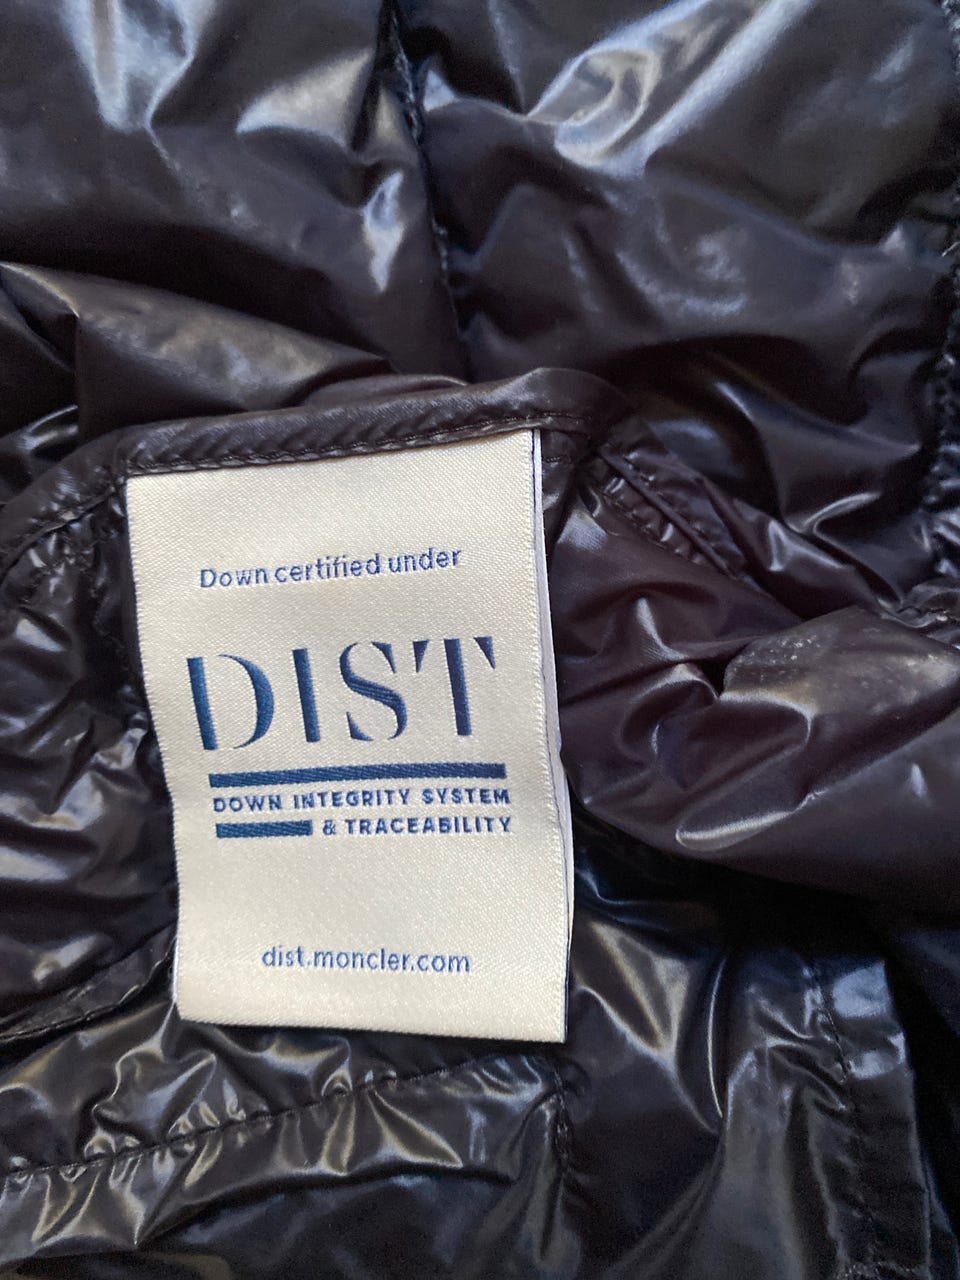 Down certified under
DIST
DOWN INTEGRITY SYSTEM
& TRACEABILITY
dist.moncler.com